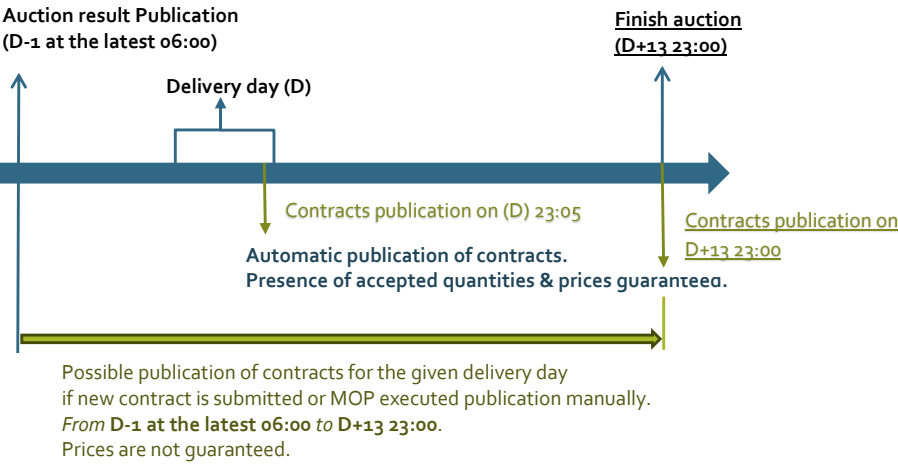 Auction result Publication
(D-1 at the latest 06:00)
Finish auction
(D+13 23:00)
Delivery day (D)
Contracts publication on (D) 23:05
Contracts publication on
D+13 23:00
Automatic publication of contracts.
Presence of accepted quantities & prices guaranteed.
Possible publication of contracts for the given delivery day
if new contract is submitted or MOP executed publication manually.
From D-1 at the latest 06:00 to D+13 23:00.
Prices are not guaranteed.